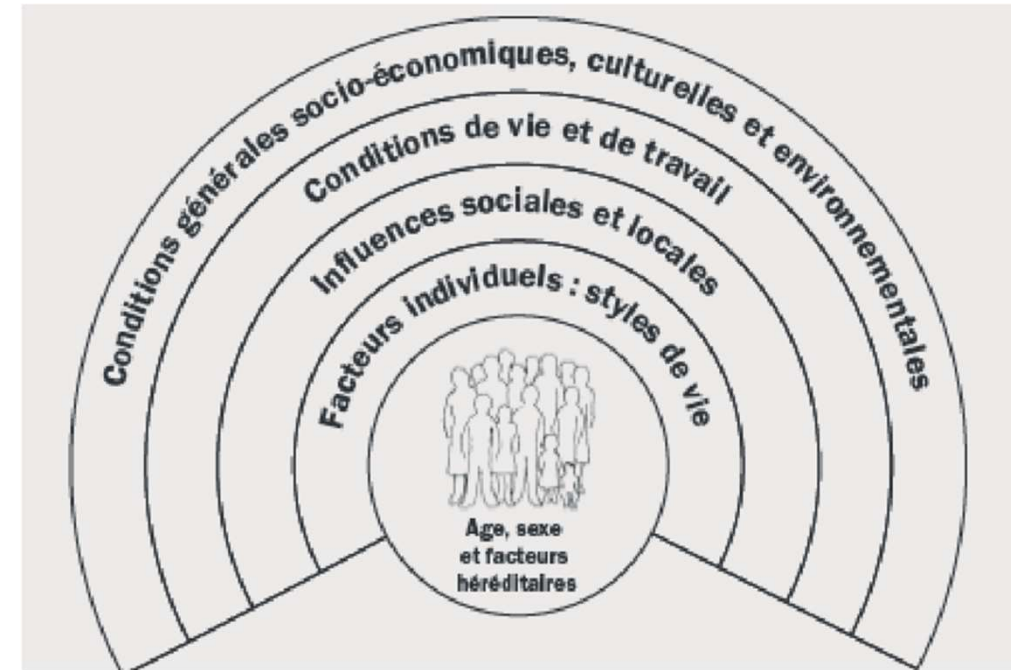 Conditions générales socio-économiques, culturelles et environnementales
Conditions de vie et de travail
Influences sociales et locales
Facteurs individuels : styles de vie
Age, sexe
et facteurs
héréditaires